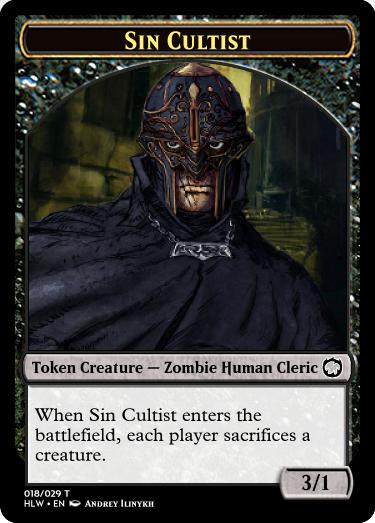 Sin Cultist
Token Creature — Zombie Human Cleric
When Sin Cultist enters the
battlefield, each player sacrifices a
creature.
3/1
018/029 T
HLW • EN Andrey Ilinykh